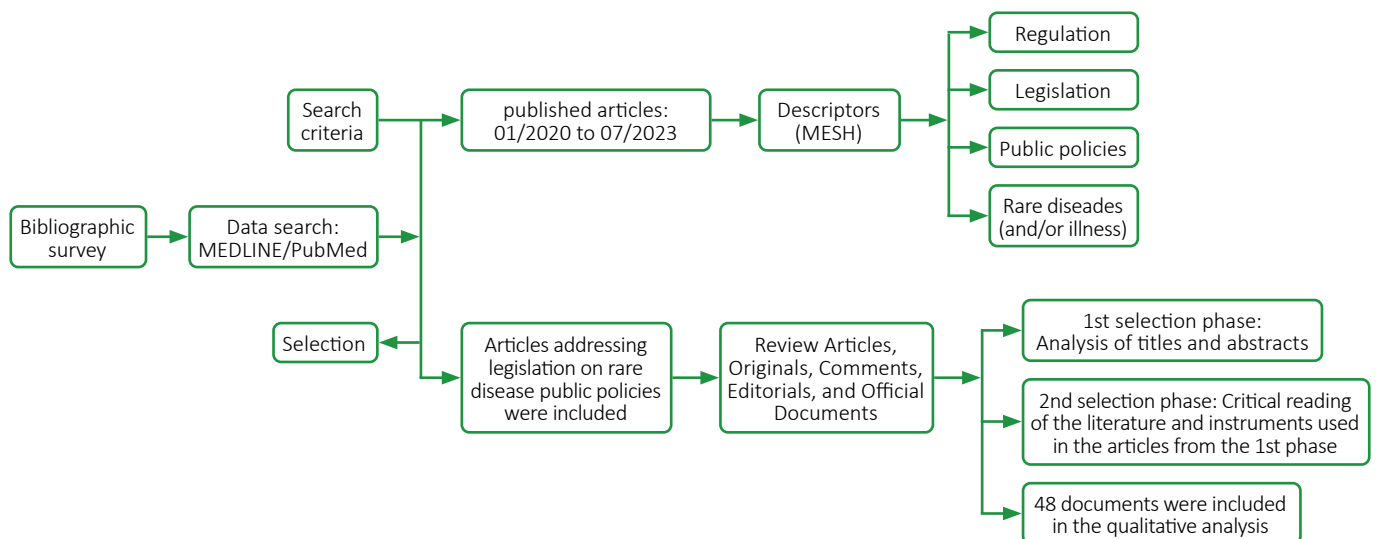 Bibliographic
survey
Data search:
MEDLINE/PubMed
Search
criteria
published articles:
01/2020 to 07/2023
Descriptors
(MESH)
Regulation
Legislation
Public policies
Rare diseades
(and/or illness)
Selection
Articles addressing
legislation on rare
disease public policies
were included
Review Articles,
Originals, Comments,
Editorials, and Official
Documents
1st selection phase:
Analysis of titles and abstracts
2nd selection phase: Critical reading
of the literature and instruments used
in the articles from the 1st phase
48 documents were included
in the qualitative analysis